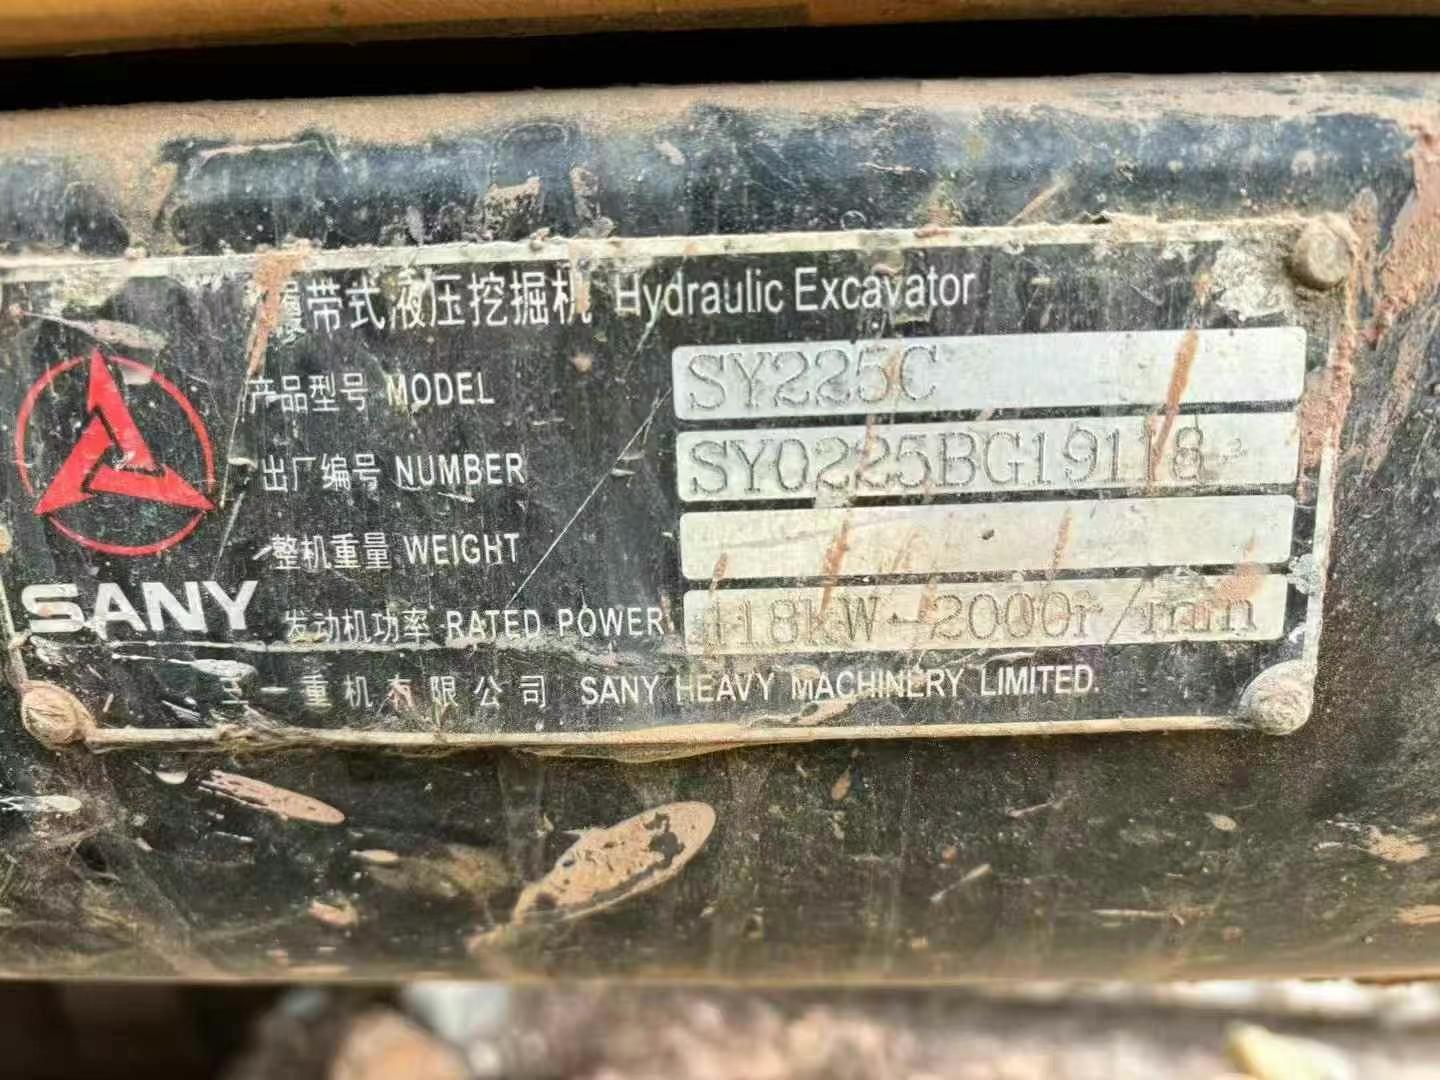 履带式液压挖掘机 Hydraulic Excavator
产品型号 MODEL SY225C
出厂编号 NUMBER SY0225BG19118
整机重量 WEIGHT
发动机功率 RATED POWER 118kW-2000r/min
SANY
三一重机有限公司 SANY HEAVY MACHINERY LIMITED.